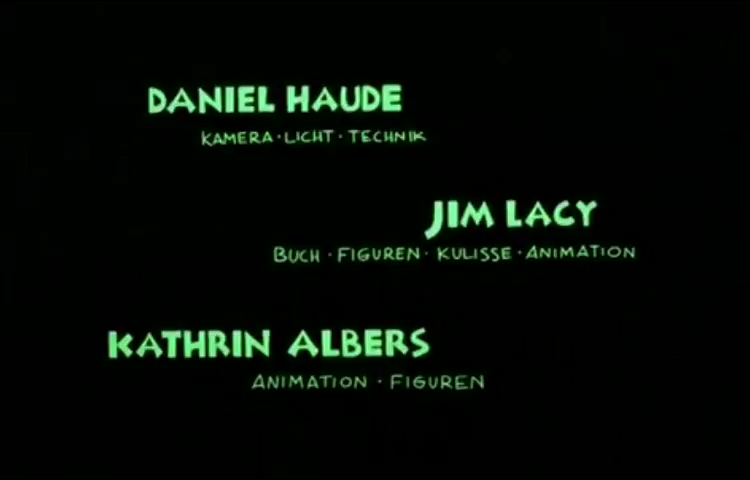 DANIEL HAUDE
KAMERA · LICHT · TECHNIK
JIM LACY
BUCH · FIGUREN · KULISSE · ANIMATION
KATHRIN ALBERS
ANIMATION · FIGUREN